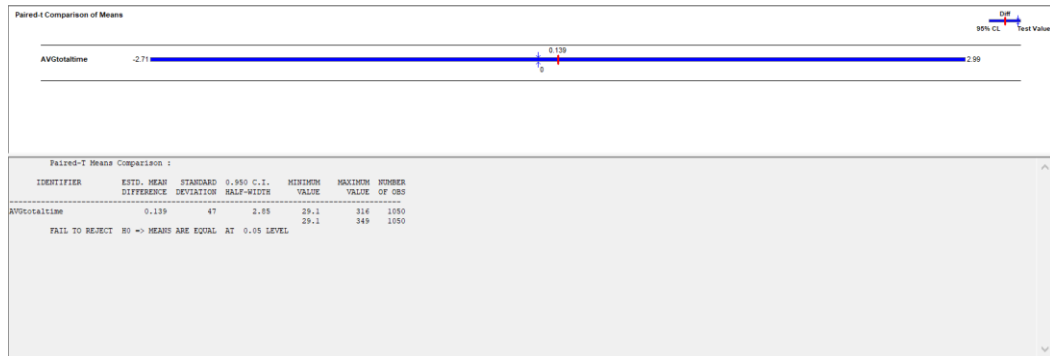 Paired-t Comparison of Means
Diff
95% CL Test Value
0.139
AVGtotaltime -2.71 2.99
0
Paired-T Means Comparison :
IDENTIFIER ESTD. MEAN STANDARD 0.950 C.I. MINIMUM MAXIMUM NUMBER
DIFFERENCE DEVIATION HALF-WIDTH VALUE VALUE OF OBS
AVGtotaltime 0.139 47 2.85 29.1 316 1050
29.1 349 1050
FAIL TO REJECT H0 => MEANS ARE EQUAL AT 0.05 LEVEL